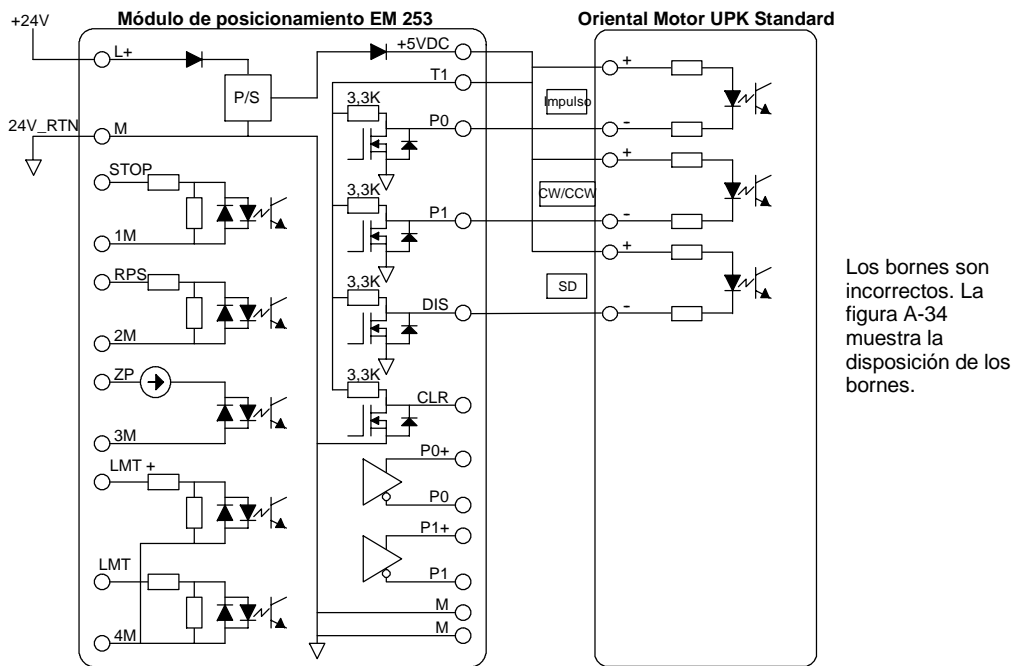 Módulo de posicionamiento EM 253
Oriental Motor UPK Standard
+24V
L+
P/S
24V_RTN
M
STOP
1M
RPS
2M
ZP
3M
LMT +
LMT
4M
+5VDC
T1
3,3K
P0
3,3K
P1
3,3K
DIS
3,3K
CLR
P0+
P0
P1+
P1
M
M
+
Impulso
-
+
CW/CCW
-
+
SD
-
Los bornes son
incorrectos. La
figura A-34
muestra la
disposición de los
bornes.